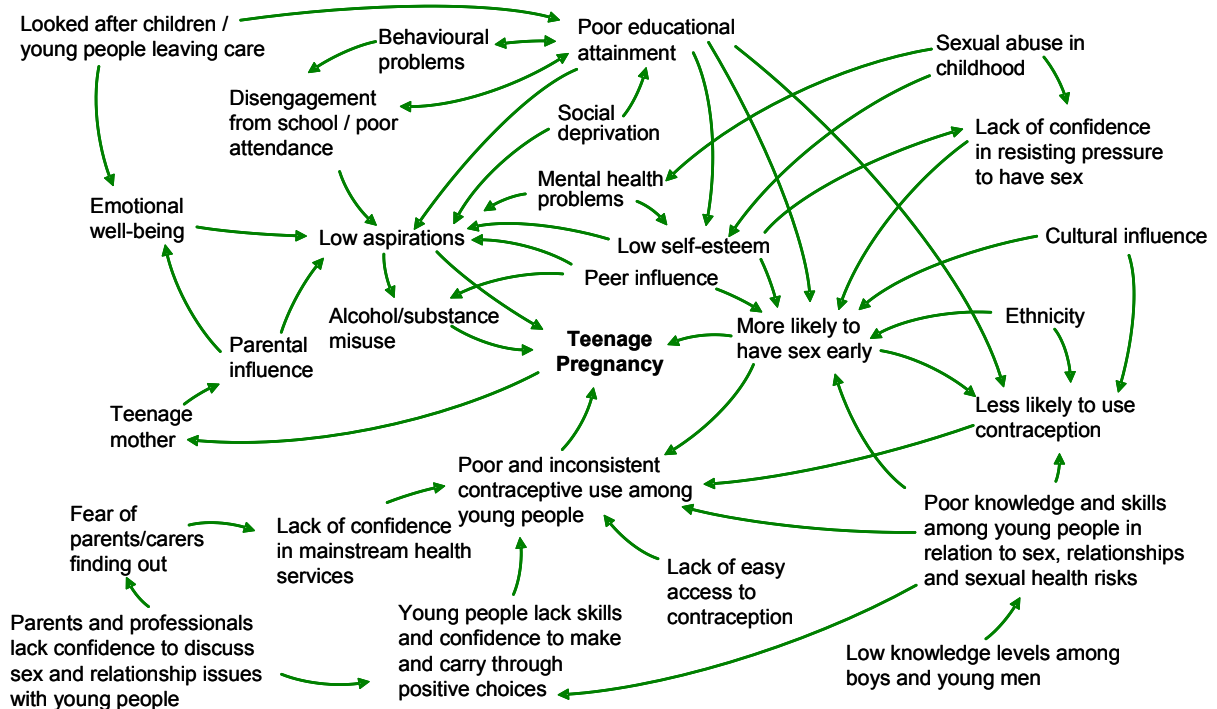 Looked after children /
young people leaving care
Behavioural
problems
Poor educational
attainment
Sexual abuse in
childhood
Disengagement
from school / poor
attendance
Social
deprivation
Lack of confidence
in resisting pressure
to have sex
Mental health
problems
Emotional
well-being
Low aspirations
Low self-esteem
Cultural influence
Peer influence
Alcohol/substance
misuse
Ethnicity
Parental
influence
Teenage
Pregnancy
More likely to
have sex early
Teenage
mother
Less likely to use
contraception
Poor and inconsistent
contraceptive use among
young people
Fear of
parents/carers
finding out
Lack of confidence
in mainstream health
services
Poor knowledge and skills
among young people in
relation to sex, relationships
and sexual health risks
Lack of easy
access to
contraception
Parents and professionals
lack confidence to discuss
sex and relationship issues
with young people
Young people lack skills
and confidence to make
and carry through
positive choices
Low knowledge levels among
boys and young men